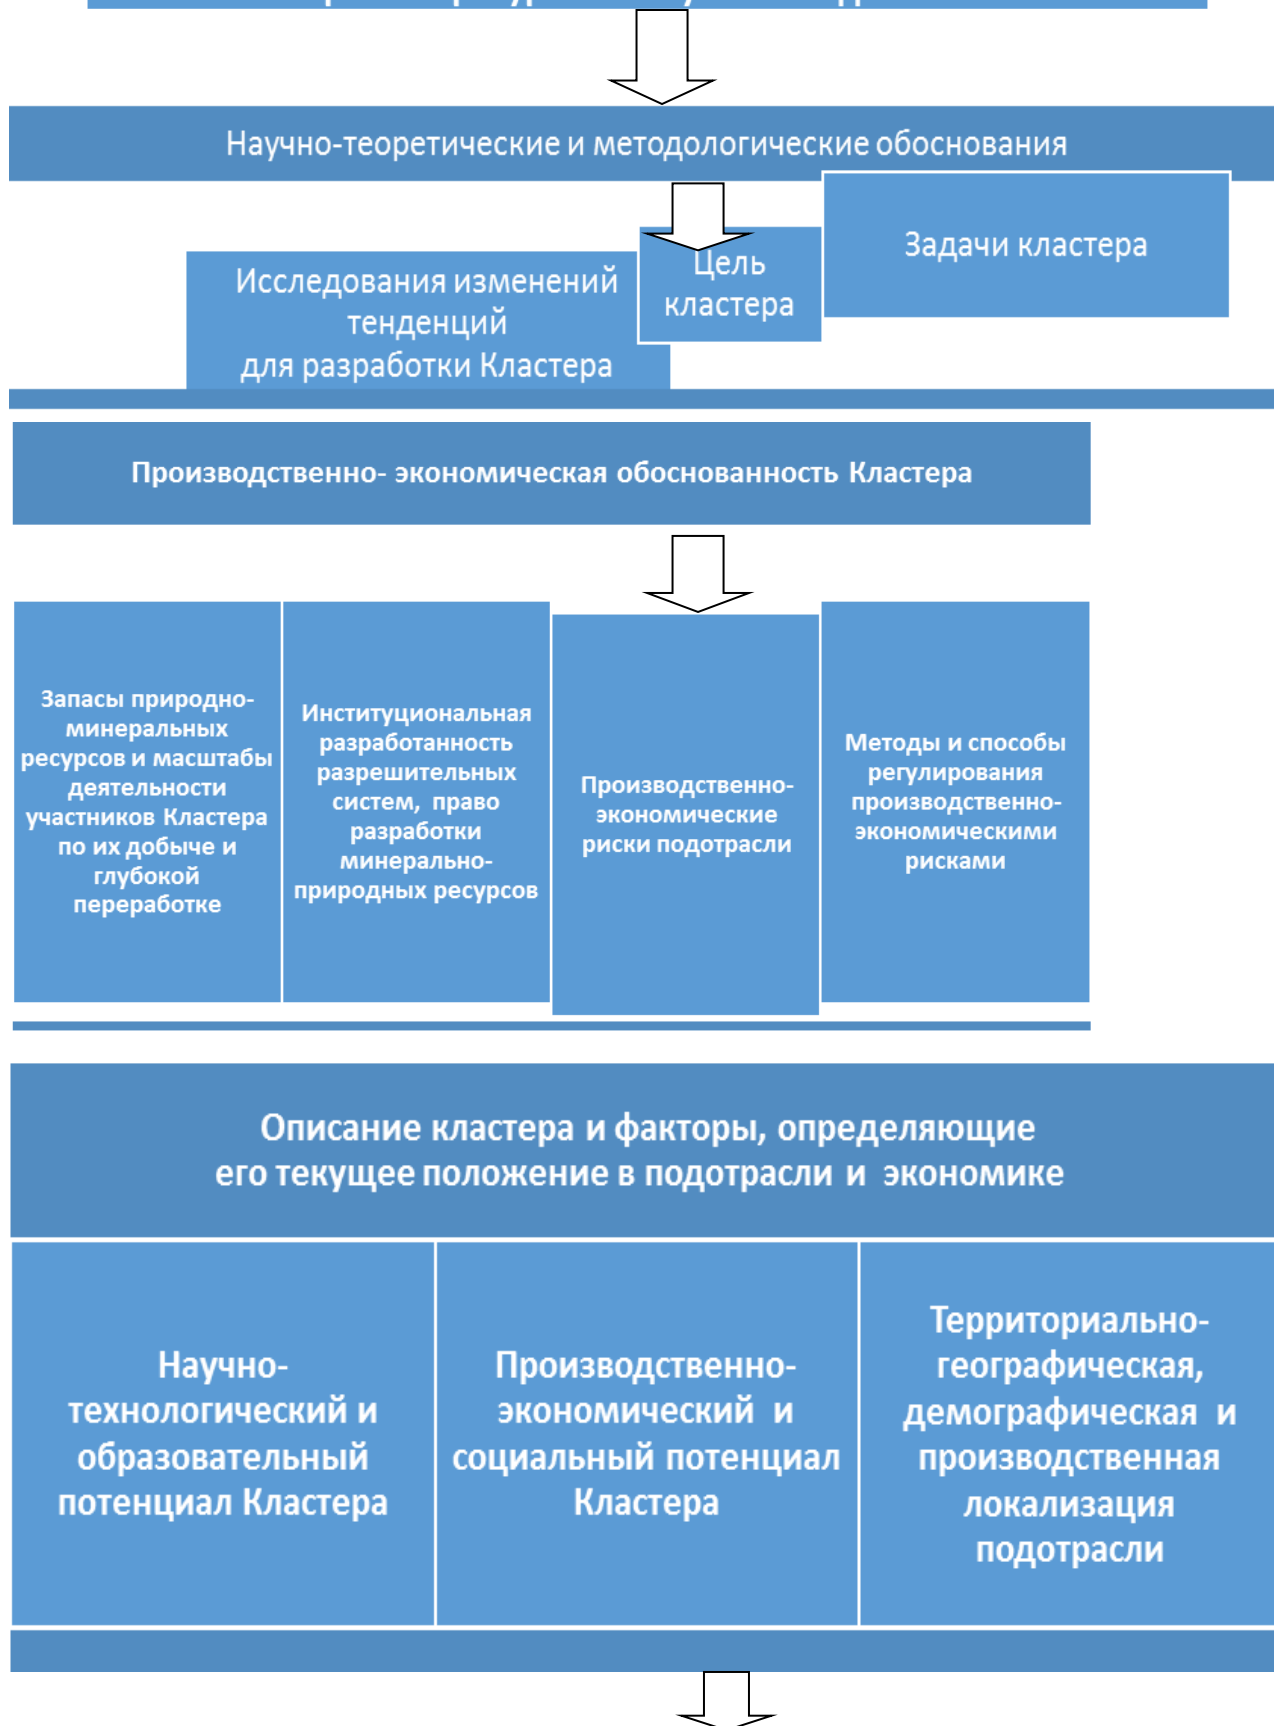 Научно-теоретические и методологические обоснования
Исследования изменений
тенденций
для разработки Кластера
Цель
кластера
Задачи кластера
Производственно- экономическая обоснованность Кластера
Запасы природно-
минеральных
ресурсов и масштабы
деятельности
участников Кластера
по их добыче и
глубокой
переработке
Институциональная
разработанность
разрешительных
систем, право
разработки
минерально-
природных ресурсов
Производственно-
экономические
риски подотрасли
Методы и способы
регулирования
производственно-
экономическими
рисками
Описание кластера и факторы, определяющие
его текущее положение в подотрасли и экономике
Научно-
технологический и
образовательный
потенциал Кластера
Производственно-
экономический и
социальный потенциал
Кластера
Территориально-
географическая,
демографическая и
производственная
локализация
подотрасли